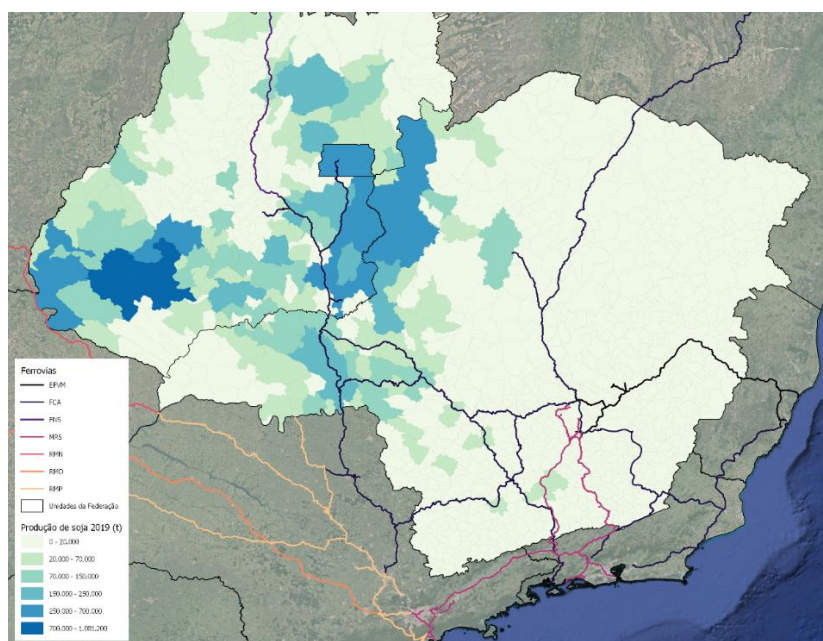 Ferrovias
EFVM
FCA
FNS
MRS
RMN
RMO
RMP
Unidades da Federação
Produção de soja 2019 (t)
0 - 20.000
20.000 - 70.000
70.000 - 150.000
150.000 - 250.000
250.000 - 700.000
700.000 - 1.081.200